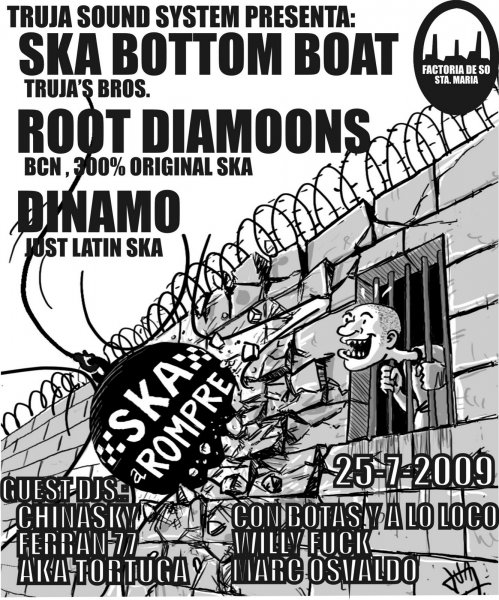 TRUJA SOUND SYSTEM PRESENTA:
SKA BOTTOM BOAT
TRUJA'S BROS.
FACTORIA DE SO
STA. MARIA
ROOT DIAMOONS
BCN , 300% ORIGINAL SKA
DINAMO
JUST LATIN SKA
SKA
a ROMPRE
25-7-2009
GUEST DJS:
CHINASKY
FERRAN 77
AKA TORTUGA
CON BOTAS Y A LO LOCO
WILLY FUCK
MARC OSVALDO